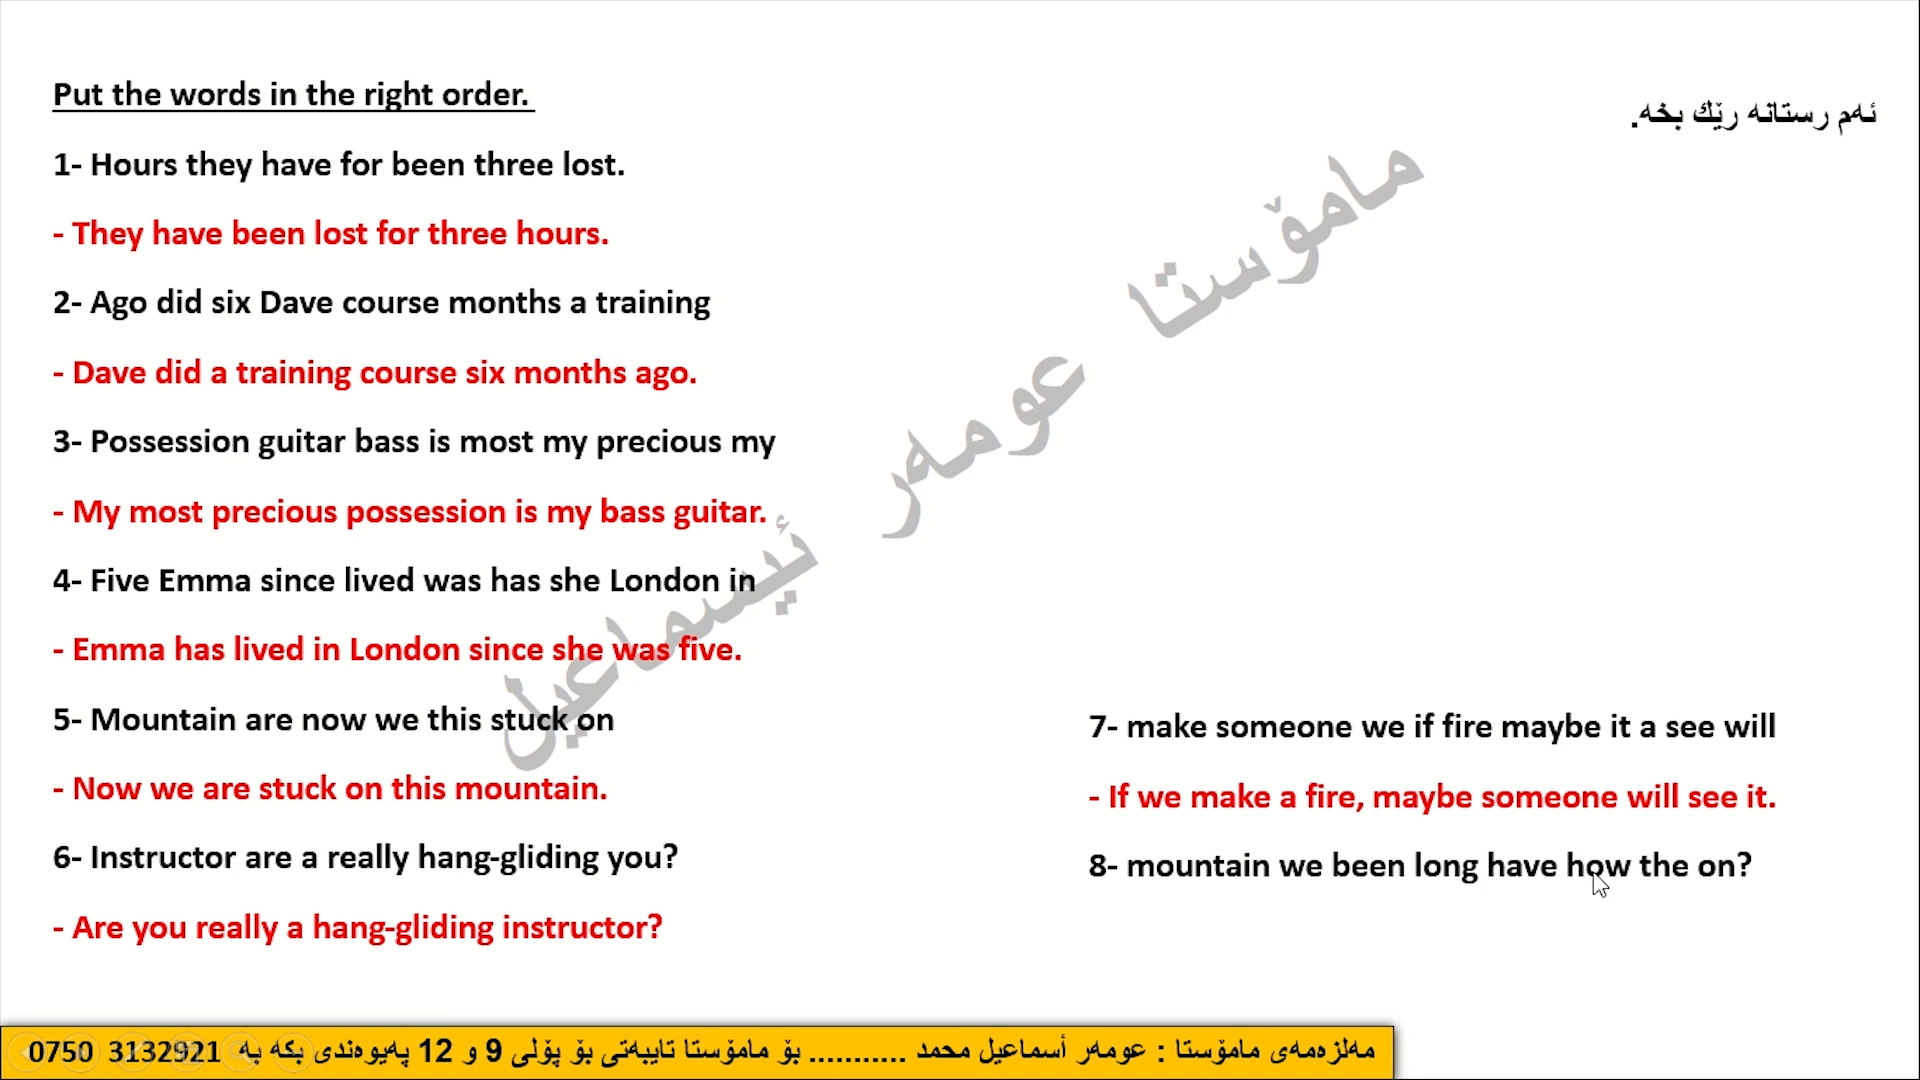 Put the words in the right order.
ئەم رستانە رێك بخە.
1- Hours they have for been three lost.
- They have been lost for three hours.
2- Ago did six Dave course months a training
- Dave did a training course six months ago.
3- Possession guitar bass is most my precious my
- My most precious possession is my bass guitar.
4- Five Emma since lived was has she London in
- Emma has lived in London since she was five.
5- Mountain are now we this stuck on
- Now we are stuck on this mountain.
6- Instructor are a really hang-gliding you?
- Are you really a hang-gliding instructor?
7- make someone we if fire maybe it a see will
- If we make a fire, maybe someone will see it.
8- mountain we been long have how the on?
مامۆستا عومەر ئیسماعیل
مەلزەمەی مامۆستا : عومەر أسماعیل محمد ........... بۆ مامۆستا تایبەتی بۆ پۆلی 9 و 12 پەیوەندی بکە بە 3132921 0750